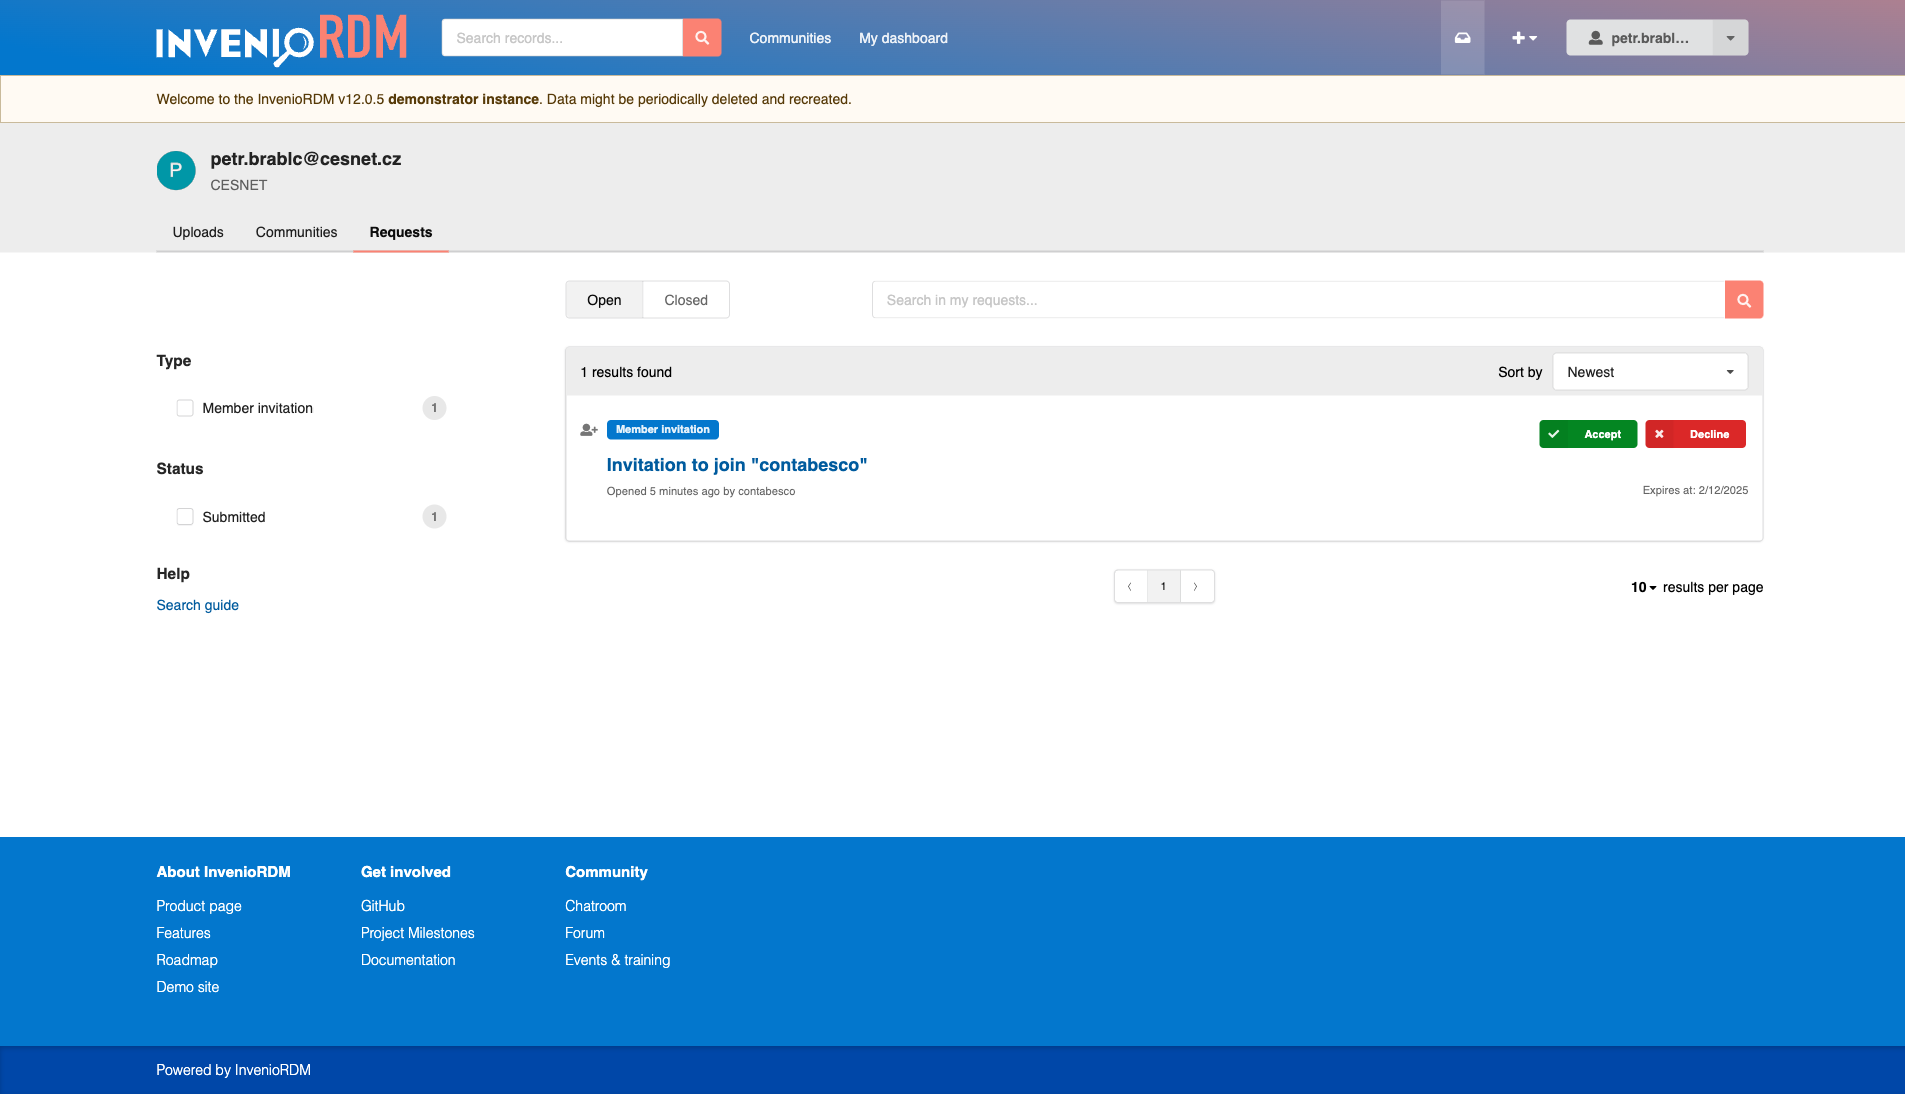 INVENIORDM
Search records...
Communities
My dashboard
petr.brabl...
Welcome to the InvenioRDM v12.0.5 demonstrator instance. Data might be periodically deleted and recreated.
P
petr.brablc@cesnet.cz
CESNET
Uploads
Communities
Requests
Open
Closed
Search in my requests...
Type
Member invitation
1
Status
Submitted
1
Help
Search guide
1 results found
Sort by
Newest
Member invitation
Accept
Decline
Invitation to join "contabesco"
Opened 5 minutes ago by contabesco
Expires at: 2/12/2025
1
10 results per page
About InvenioRDM
Product page
Features
Roadmap
Demo site
Get involved
GitHub
Project Milestones
Documentation
Community
Chatroom
Forum
Events & training
Powered by InvenioRDM